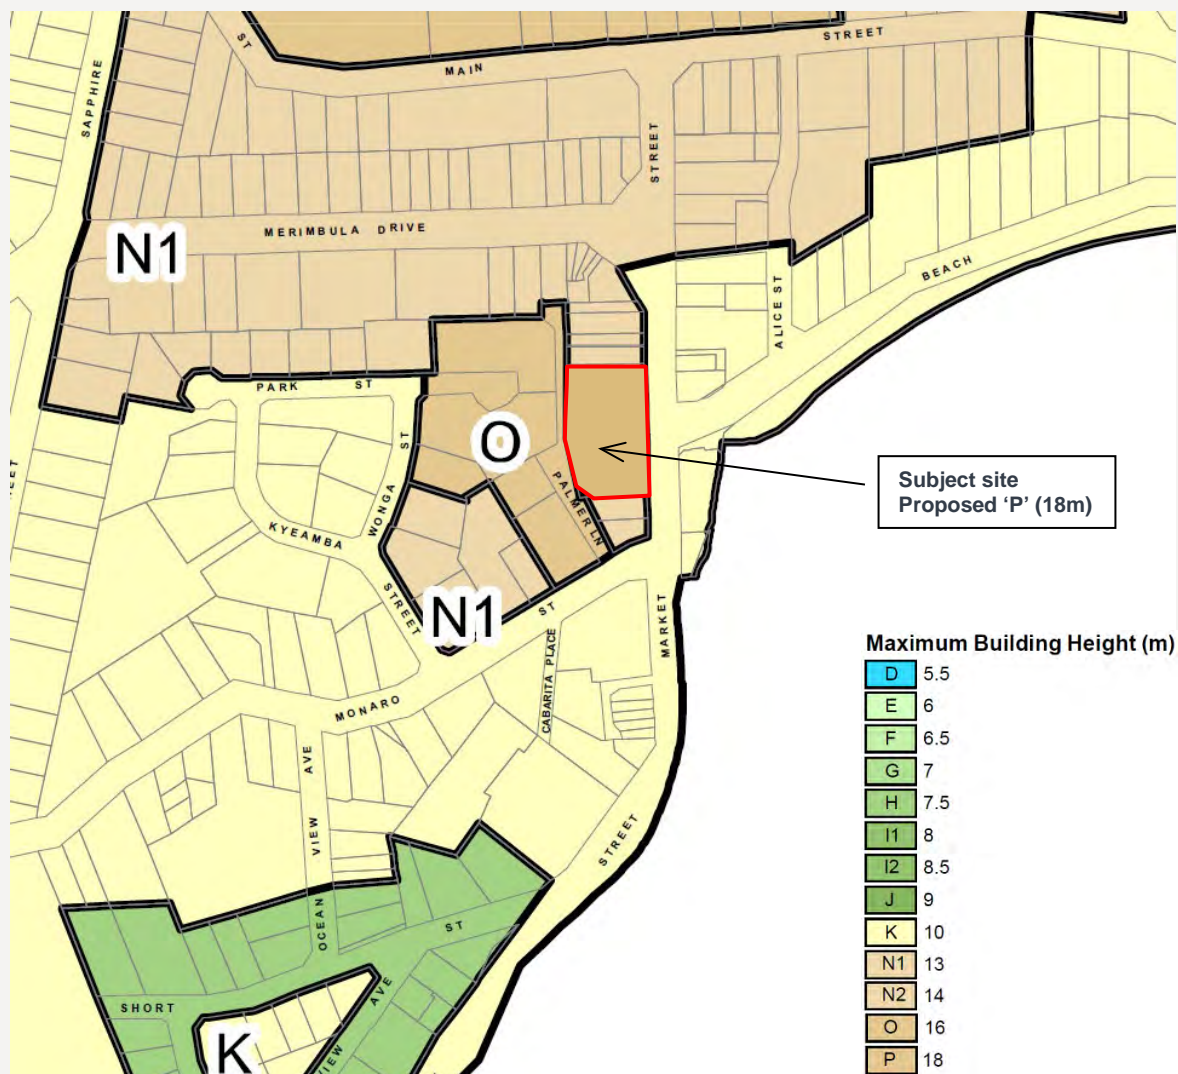 ST
MAIN
STREET
SAPPHIRE
STREET
MERIMBULA DRIVE
N1
BEACH
ALICE ST
PARK ST
WONGA ST
O
PALMER LN
Subject site
Proposed ‘P’ (18m)
KYEAMBA
STREET
N1
ST
MARKET
CABARITA PLACE
MONARO
OCEAN VIEW AVE
STREET
ST
SHORT
K
VIEW AVE
Maximum Building Height (m)
D 5.5
E 6
F 6.5
G 7
H 7.5
I1 8
I2 8.5
J 9
K 10
N1 13
N2 14
O 16
P 18